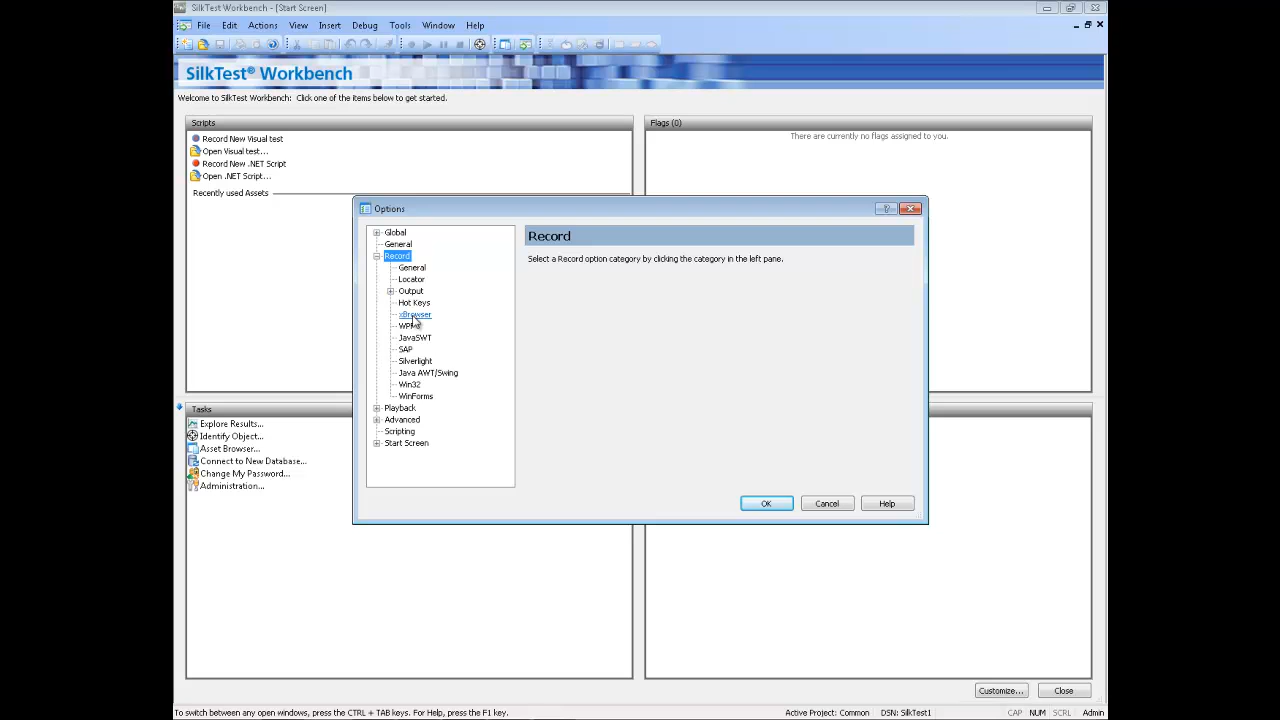 SilkTest Workbench - [Start Screen]
File Edit Actions View Insert Debug Tools Window Help
SilkTest® Workbench
Welcome to SilkTest Workbench: Click one of the items below to get started.
Scripts
Record New Visual test
Open Visual test...
Record New .NET Script
Open .NET Script...
Recently used Assets
Flags (0)
There are currently no flags assigned to you.
Options
Global
General
Record
General
Locator
Output
Hot Keys
xBrowser
WPF
JavaSWT
SAP
Silverlight
Java AWT/Swing
Win32
WinForms
Playback
Advanced
Scripting
Start Screen
Record
Select a Record option category by clicking the category in the left pane.
OK Cancel Help
Tasks
Explore Results...
Identify Object...
Asset Browser...
Connect to New Database...
Change My Password...
Administration...
Customize... Close
To switch between any open windows, press the CTRL + TAB keys. For Help, press the F1 key. Active Project: Common DSN: SilkTest1 CAP NUM SCRL Admin